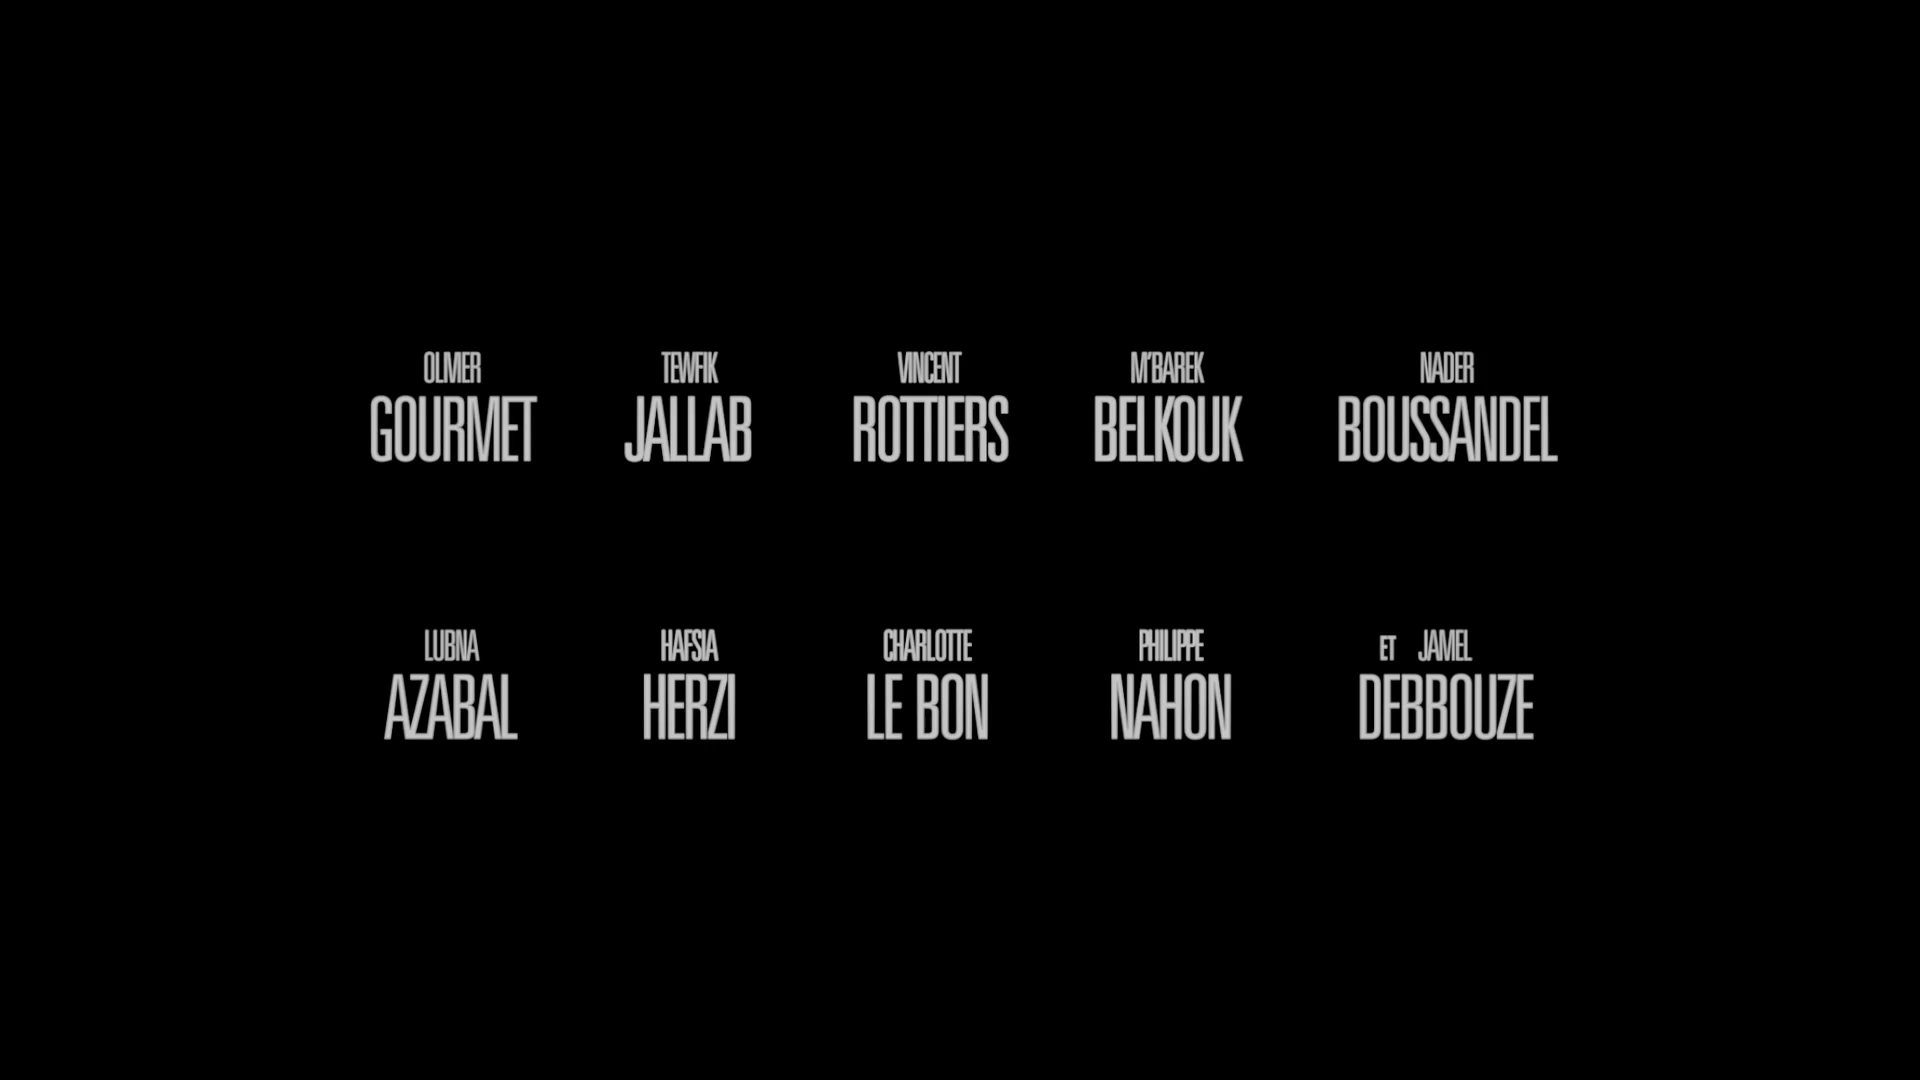 OLIVIER TEWFIK VINCENT M'BAREK NADER
GOURMET JALLAB ROTTIERS BELKOUK BOUSSANDEL
LUBNA HAFSIA CHARLOTTE PHILIPPE ET JAMEL
AZABAL HERZI LE BON NAHON DEBBOUZE